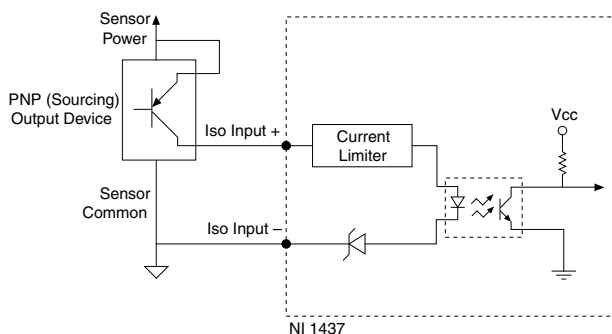 Sensor
Power
PNP (Sourcing)
Output Device
Iso Input +
Current
Limiter
Vcc
Sensor
Common
Iso Input –
NI 1437